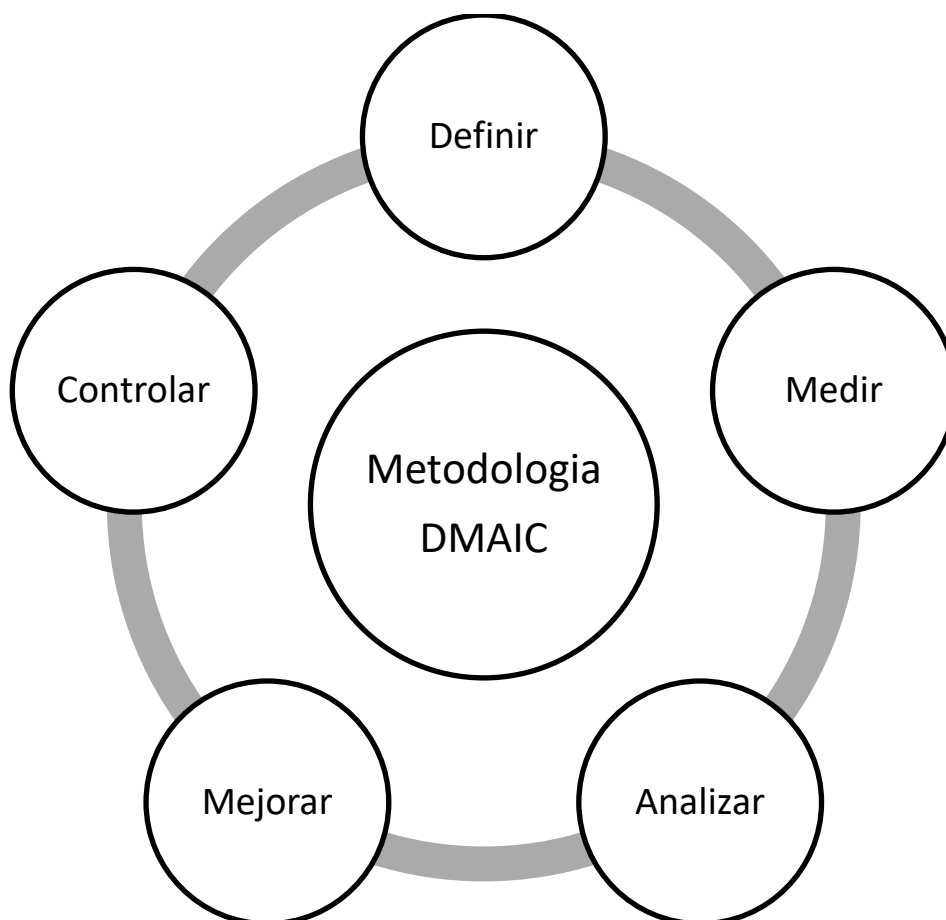 Definir
Controlar
Medir
Metodologia
DMAIC
Mejorar
Analizar